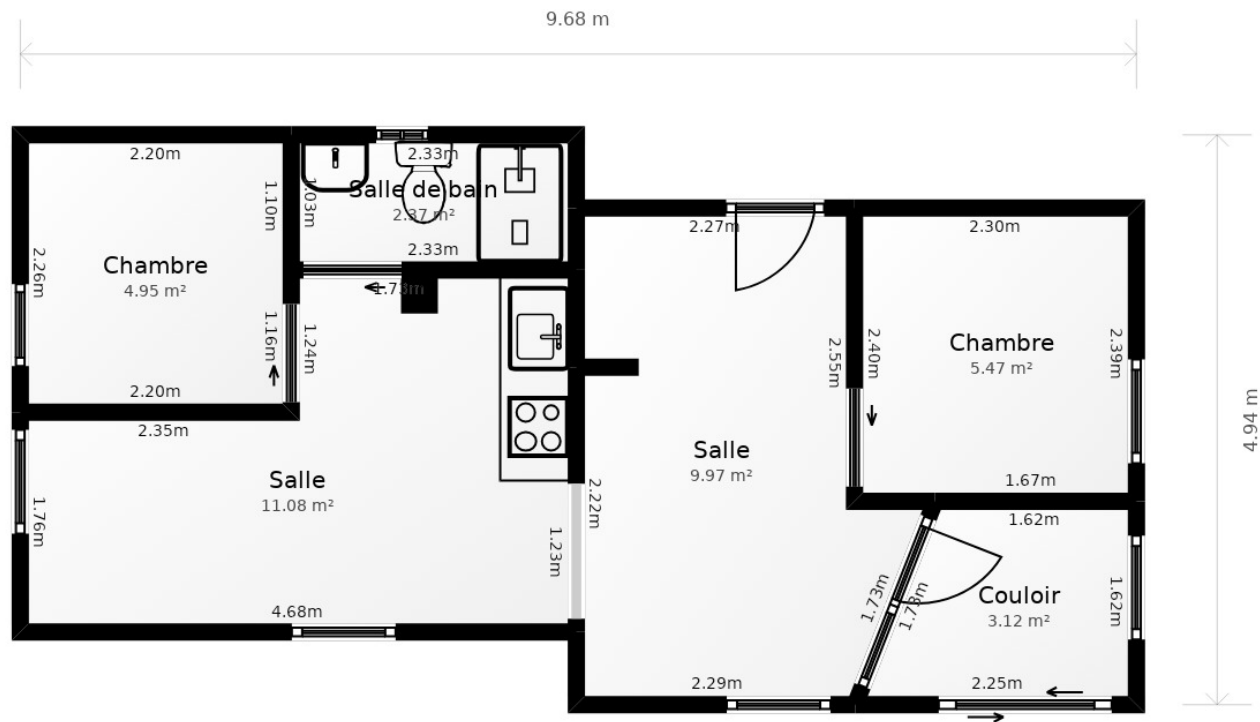 9.68 m
2.20m
2.33m
1.10m
1.03m
Salle de bain
2.37 m²
2.33m
2.27m
2.30m
2.26m
Chambre
4.95 m²
1.73m
1.16m
1.24m
2.20m
2.35m
2.55m
2.40m
Chambre
5.47 m²
2.39m
4.94 m
Salle
11.08 m²
Salle
9.97 m²
1.67m
1.76m
2.22m
1.23m
1.62m
1.73m
1.73m
Couloir
3.12 m²
1.62m
4.68m
2.29m
2.25m